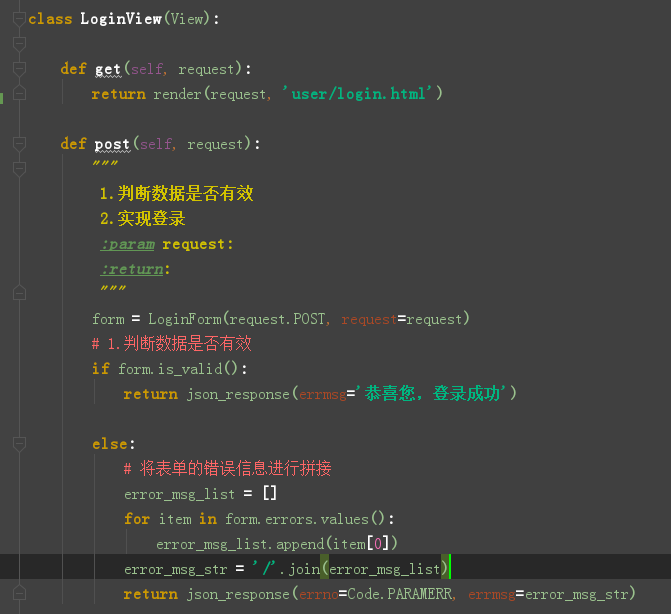 class LoginView(View):
def get(self, request):
return render(request, 'user/login.html')
def post(self, request):
"""
1.判断数据是否有效
2.实现登录
:param request:
:return:
"""
form = LoginForm(request.POST, request=request)
# 1.判断数据是否有效
if form.is_valid():
return json_response(errmsg='恭喜您，登录成功')
else:
# 将表单的错误信息进行拼接
error_msg_list = []
for item in form.errors.values():
error_msg_list.append(item[0])
error_msg_str = '/'.join(error_msg_list)
return json_response(errno=Code.PARAMERR, errmsg=error_msg_str)